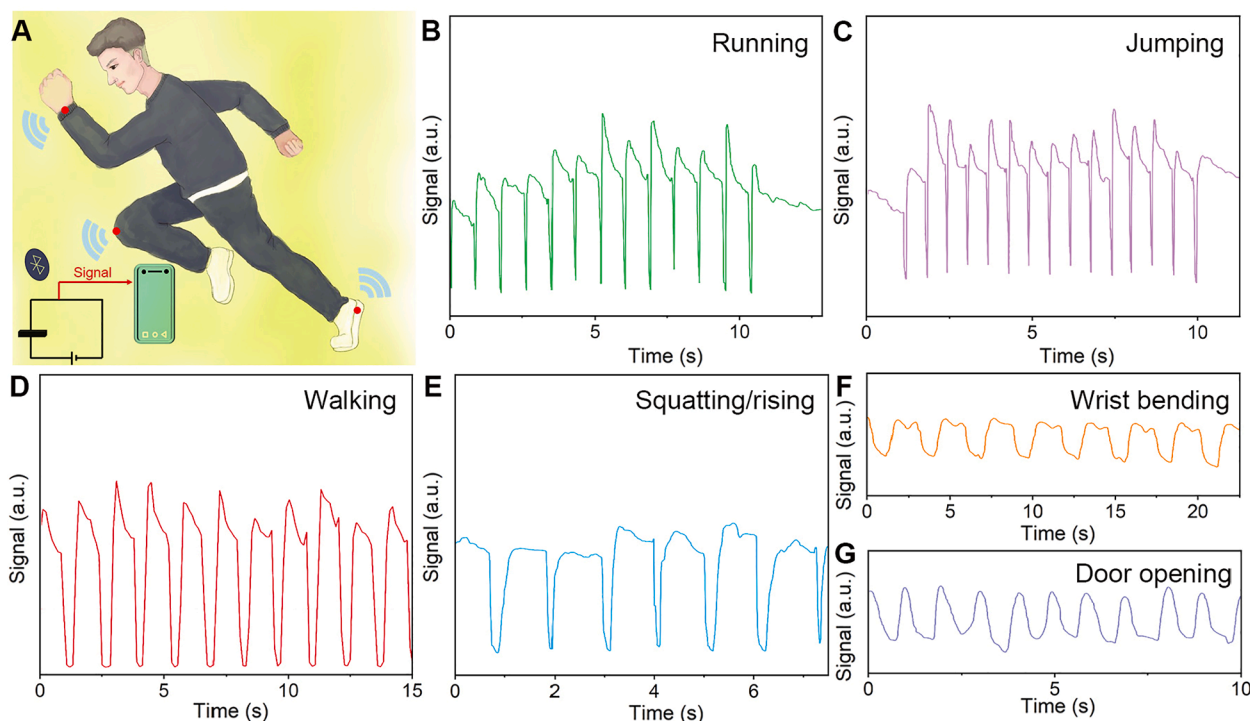 A
Signal
B
Running
Signal (a.u.)
0
5
10
Time (s)
C
Jumping
Signal (a.u.)
0
5
10
Time (s)
D
Walking
Signal (a.u.)
0
5
10
15
Time (s)
E
Squatting/rising
Signal (a.u.)
0
2
4
6
Time (s)
F
Wrist bending
Signal (a.u.)
0
5
10
15
20
Time (s)
G
Door opening
Signal (a.u.)
0
5
10
Time (s)